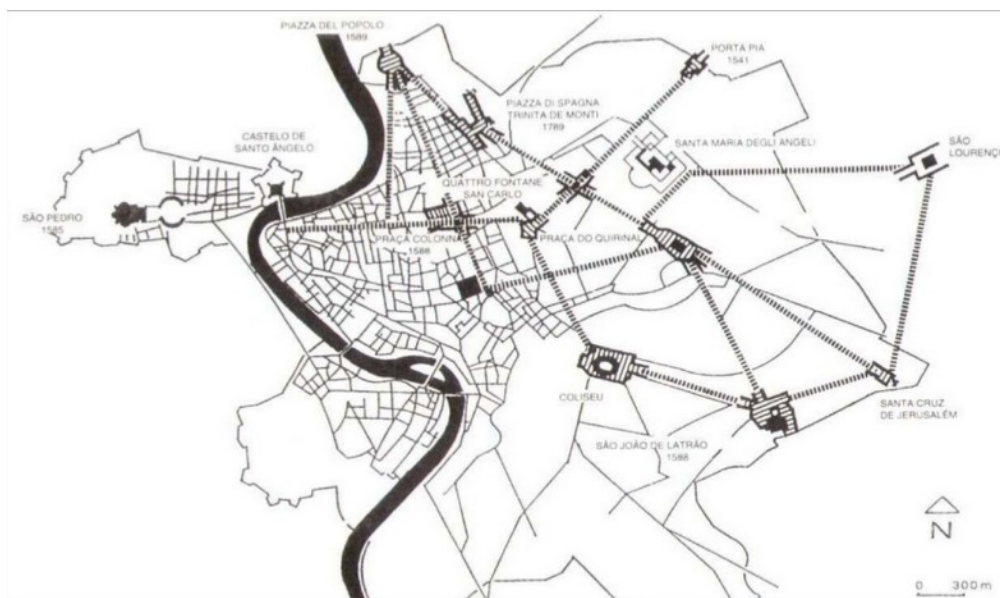 PIAZZA DEL POPOLO
1589
PORTA PIA
1541
PIAZZA DI SPAGNA
TRINITA DE MONTI
1789
CASTELO DE
SANTO ÂNGELO
SANTA MARIA DEGLI ANGELI
SÃO
LOURENÇO
QUATTRO FONTANE
SAN CARLO
SÃO PEDRO
1585
PRAÇA COLONNA
1588
PRAÇA DO QUIRINAL
COLISEU
SANTA CRUZ
DE JERUSALÉM
SÃO JOÃO DE LATRÃO
1588
N
0 300 m